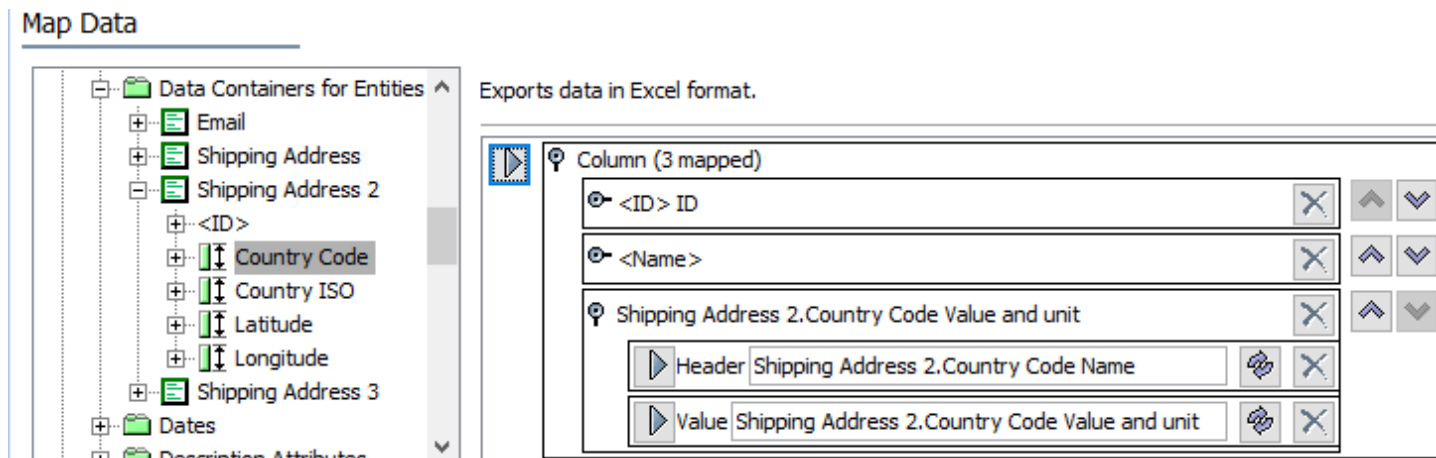 Map Data
Data Containers for Entities
Email
Shipping Address
Shipping Address 2
<ID>
Country Code
Country ISO
Latitude
Longitude
Shipping Address 3
Dates
Description Attributes
Exports data in Excel format.
Column (3 mapped)
<ID> ID
<Name>
Shipping Address 2.Country Code Value and unit
Header Shipping Address 2.Country Code Name
Value Shipping Address 2.Country Code Value and unit